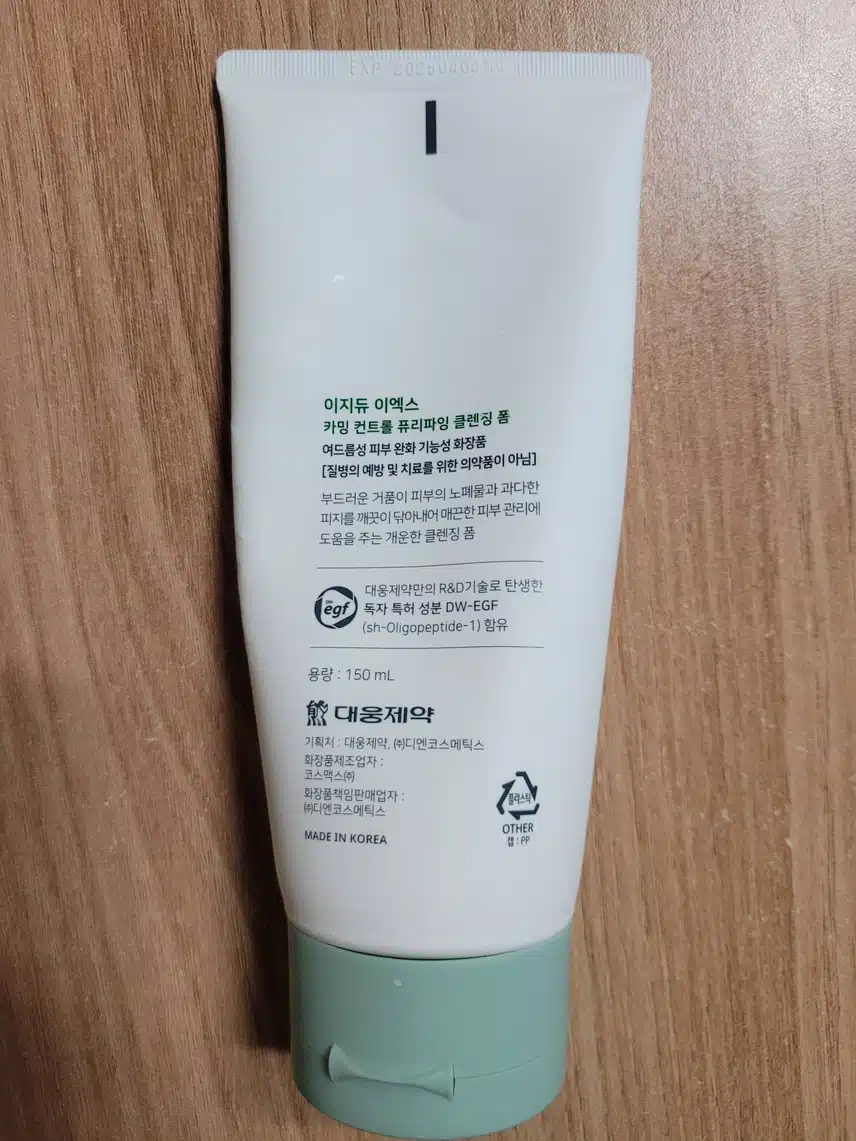 이지듀 이엑스
카밍 컨트롤 퓨리파잉 클렌징 폼
여드름성 피부 완화 기능성 화장품
[질병의 예방 및 치료를 위한 의약품이 아님]
부드러운 거품이 피부의 노폐물과 과다한
피지를 깨끗이 닦아내어 매끈한 피부 관리에
도움을 주는 개운한 클렌징 폼
DW
egf
대웅제약만의 R&D기술로 탄생한
독자 특허 성분 DW-EGF
(sh-Oligopeptide-1) 함유
용량 : 150 mL
대웅제약
기획처 : 대웅제약, ㈜디엔코스메틱스
화장품제조업자 :
코스맥스㈜
화장품책임판매업자 :
㈜디엔코스메틱스
MADE IN KOREA
플라스틱
OTHER
캡 : PP